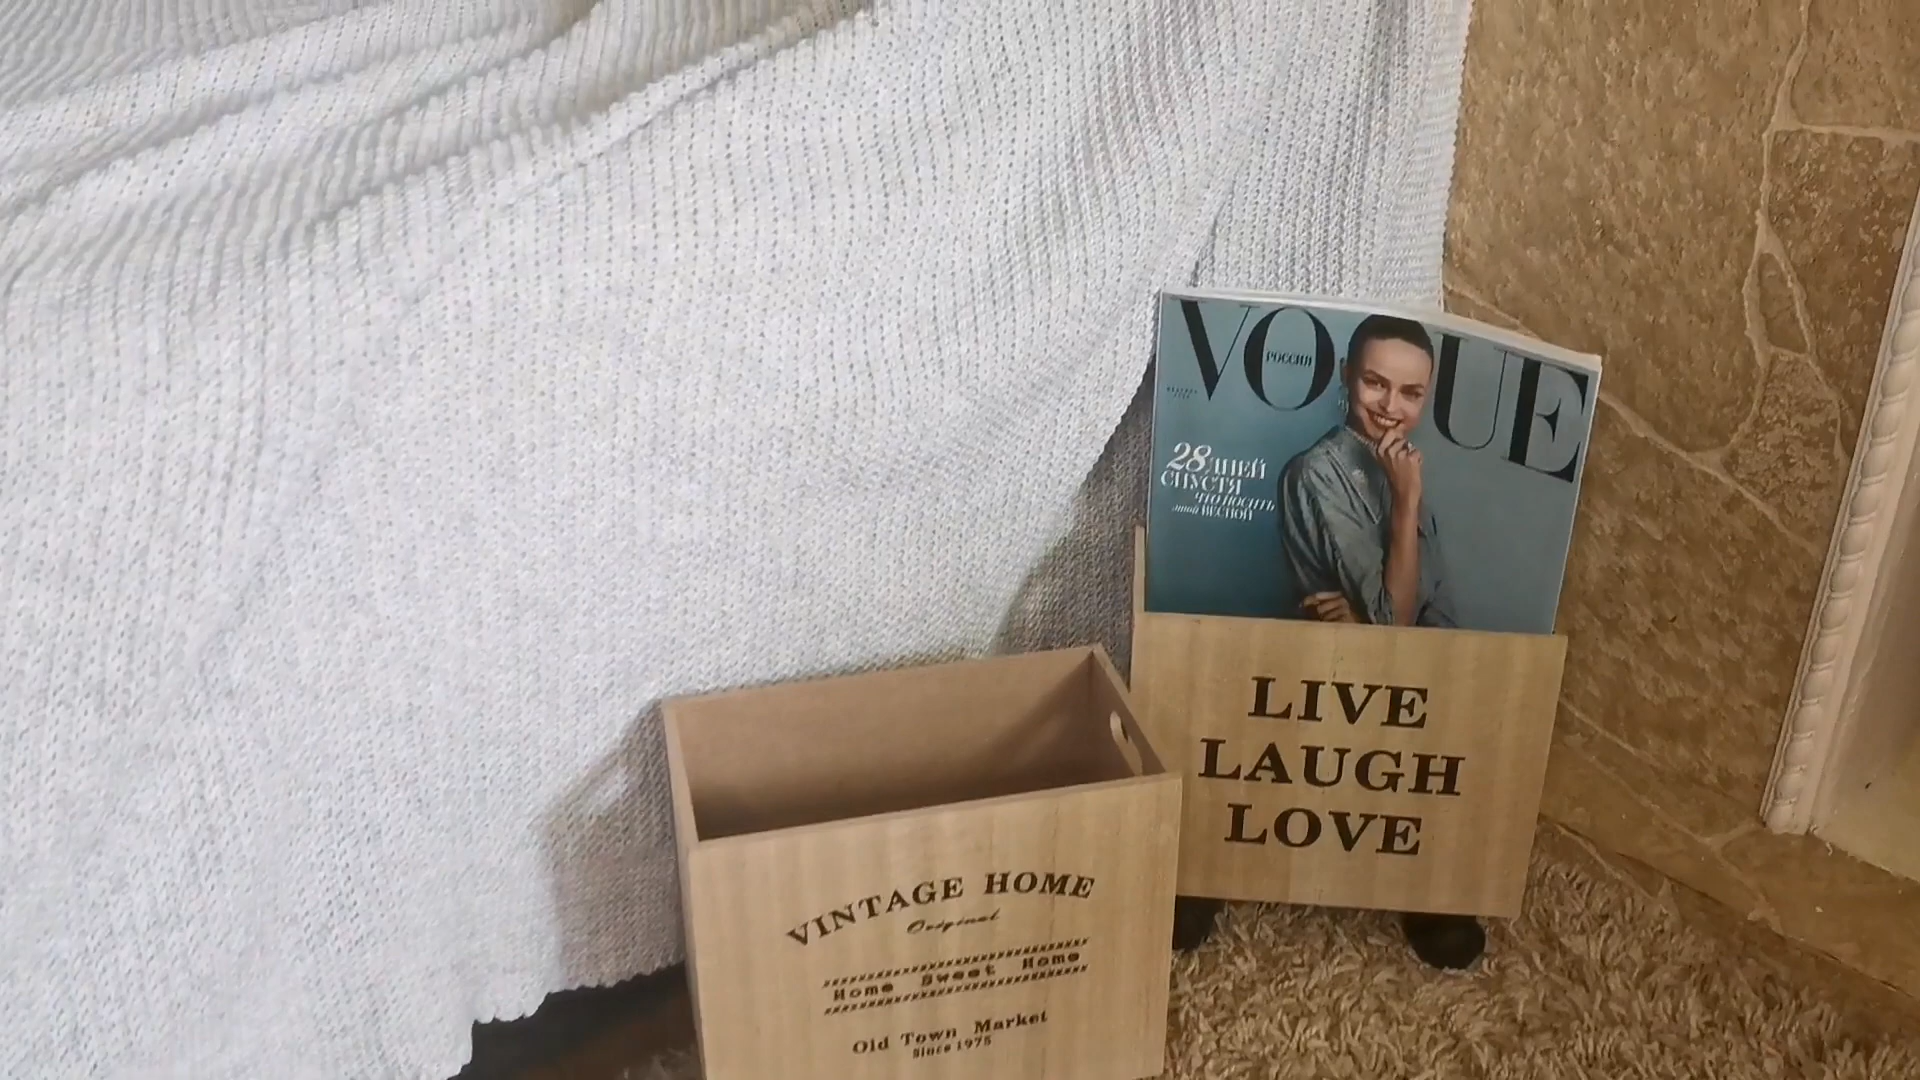 VOGUE
РОССИЯ
28 ДНЕЙ
СПУСТЯ
ЧТО НОСИТЬ
этой ВЕСНОЙ
LIVE
LAUGH
LOVE
VINTAGE HOME
Original
Home Sweet Home
Old Town Market
Since 1975